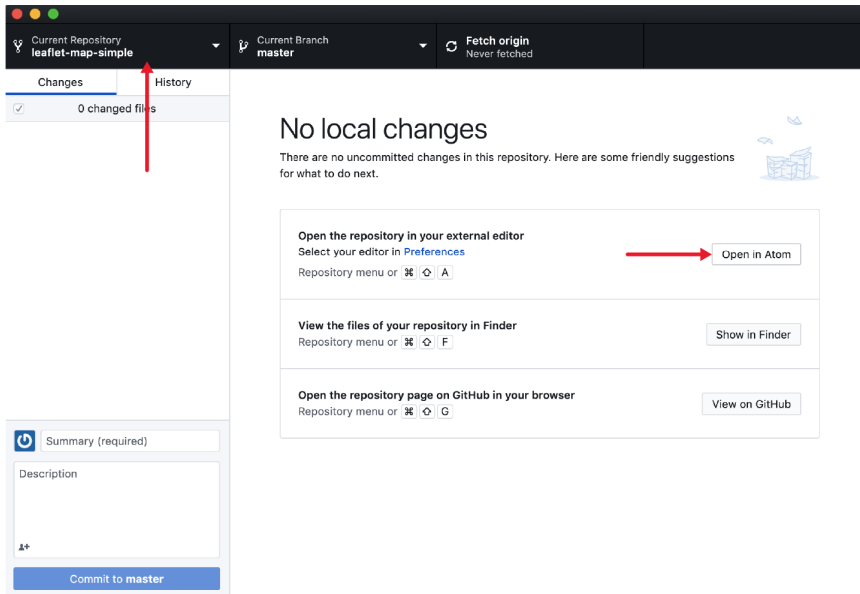 Current Repository
leaflet-map-simple
Current Branch
master
Fetch origin
Never fetched
Changes
History
0 changed files
No local changes
There are no uncommitted changes in this repository. Here are some friendly suggestions
for what to do next.
Open the repository in your external editor
Select your editor in Preferences
Repository menu or ⌘ ⇧ A
Open in Atom
View the files of your repository in Finder
Repository menu or ⌘ ⇧ F
Show in Finder
Open the repository page on GitHub in your browser
Repository menu or ⌘ ⇧ G
View on GitHub
Summary (required)
Description
Commit to master